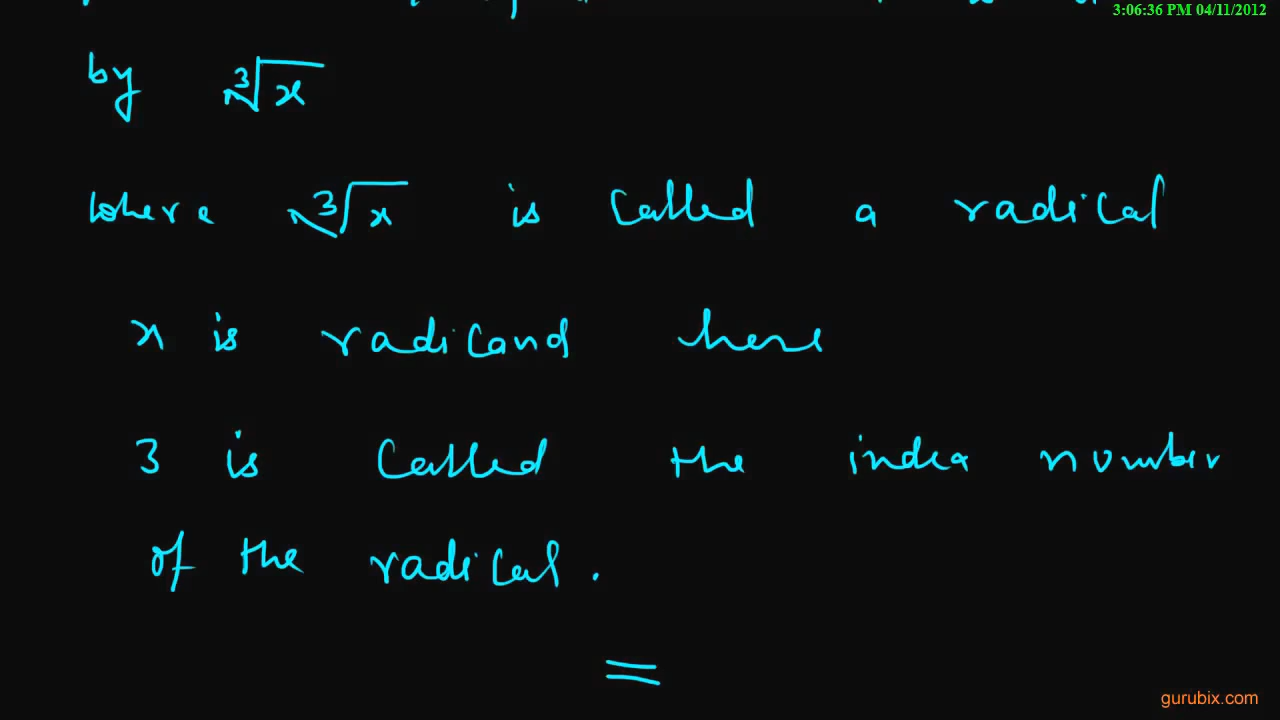 3:06:36 PM 04/11/2012
by ∛x
where ∛x is called a radical
x is radicand here
3 is called the index number
of the radical.
gurubix.com